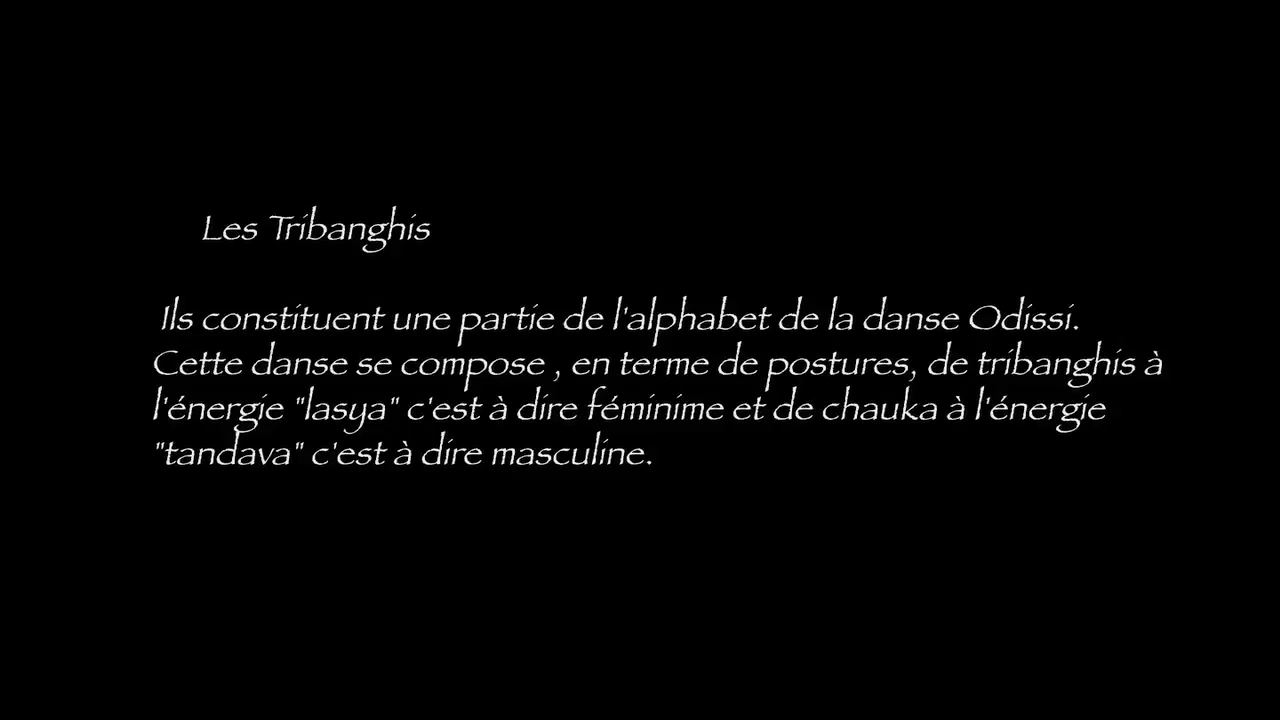 Les Tribanghis
Ils constituent une partie de l'alphabet de la danse Odissi.
Cette danse se compose , en terme de postures, de tribanghis à
l'énergie "lasya" c'est à dire féminime et de chauka à l'énergie
"tandava" c'est à dire masculine.